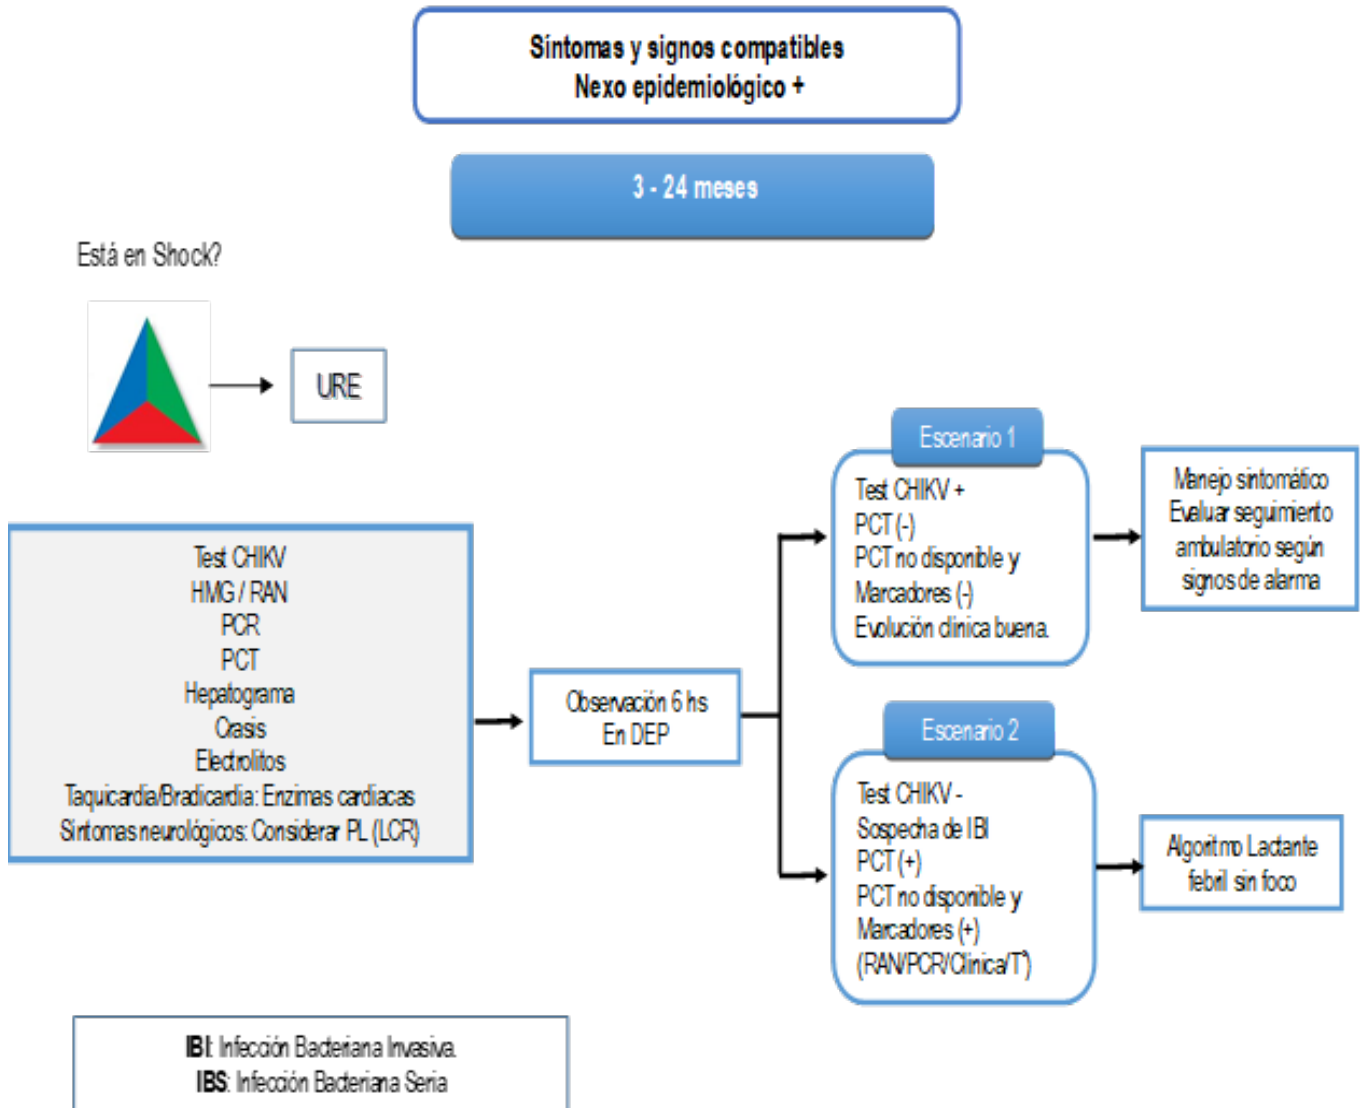 Síntomas y signos compatibles
Nexo epidemiológico +
3 - 24 meses
Está en Shock?
URE
Test CHIKV
HMG / RAN
PCR
PCT
Hepatograma
Crasis
Electrolitos
Taquicardia/Bradicardia: Enzimas cardiacas
Síntomas neurológicos: Considerar PL (LCR)
Observación 6 hs
En DEP
Escenario 1
Test CHIKV +
PCT (-)
PCT no disponible y
Marcadores (-)
Evolución clínica buena.
Manejo sintomático
Evaluar seguimiento
ambulatorio según
signos de alarma
Escenario 2
Test CHIKV -
Sospecha de IBI
PCT (+)
PCT no disponible y
Marcadores (+)
(RAN/PCR/Clínica/T°)
Algoritmo Lactante
febril sin foco
IBI: Infección Bacteriana Invasiva.
IBS: Infección Bacteriana Seria